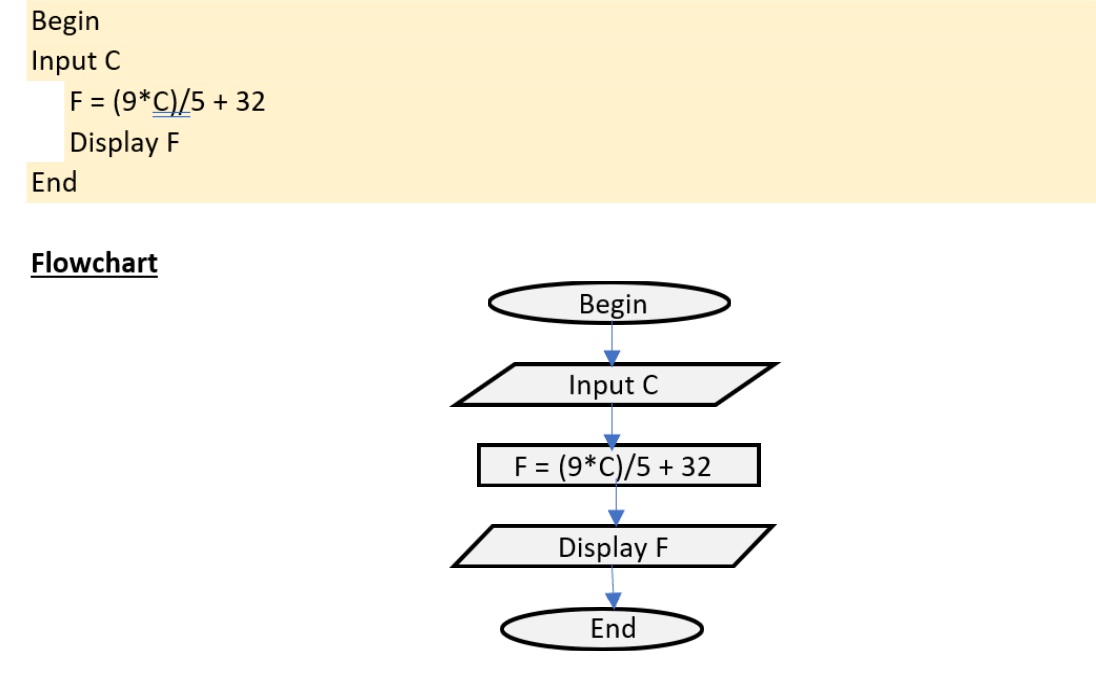 Begin
Input C
F = (9*C)/5 + 32
Display F
End
Flowchart
Begin
Input C
F = (9*C)/5 + 32
Display F
End